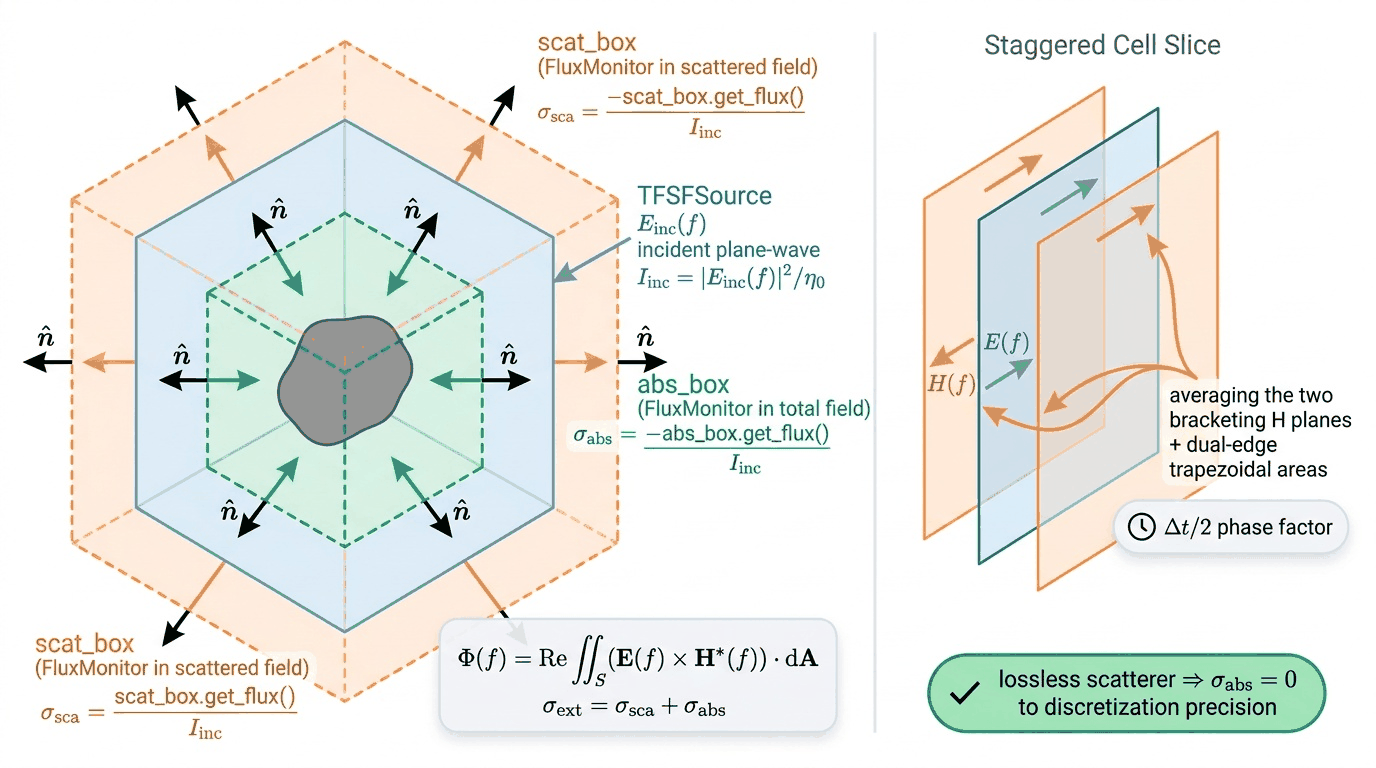 scat_box
(FluxMonitor in scattered field)
σ_sca = −scat_box.get_flux() / I_inc
TFSFSource
E_inc(f)
incident plane-wave
I_inc = |E_inc(f)|²/η₀
n̂
n̂
n̂
n̂
n̂
n̂
n̂
n̂
abs_box
(FluxMonitor in total field)
σ_abs = −abs_box.get_flux() / I_inc
scat_box
(FluxMonitor in scattered field)
σ_sca = scat_box.get_flux() / I_inc
Φ(f) = Re ∬_S (E(f) × H*(f)) · dA
σ_ext = σ_sca + σ_abs
Staggered Cell Slice
E(f)
H(f)
averaging the two
bracketing H planes
+ dual-edge
trapezoidal areas
Δt/2 phase factor
lossless scatterer ⇒ σ_abs = 0
to discretization precision